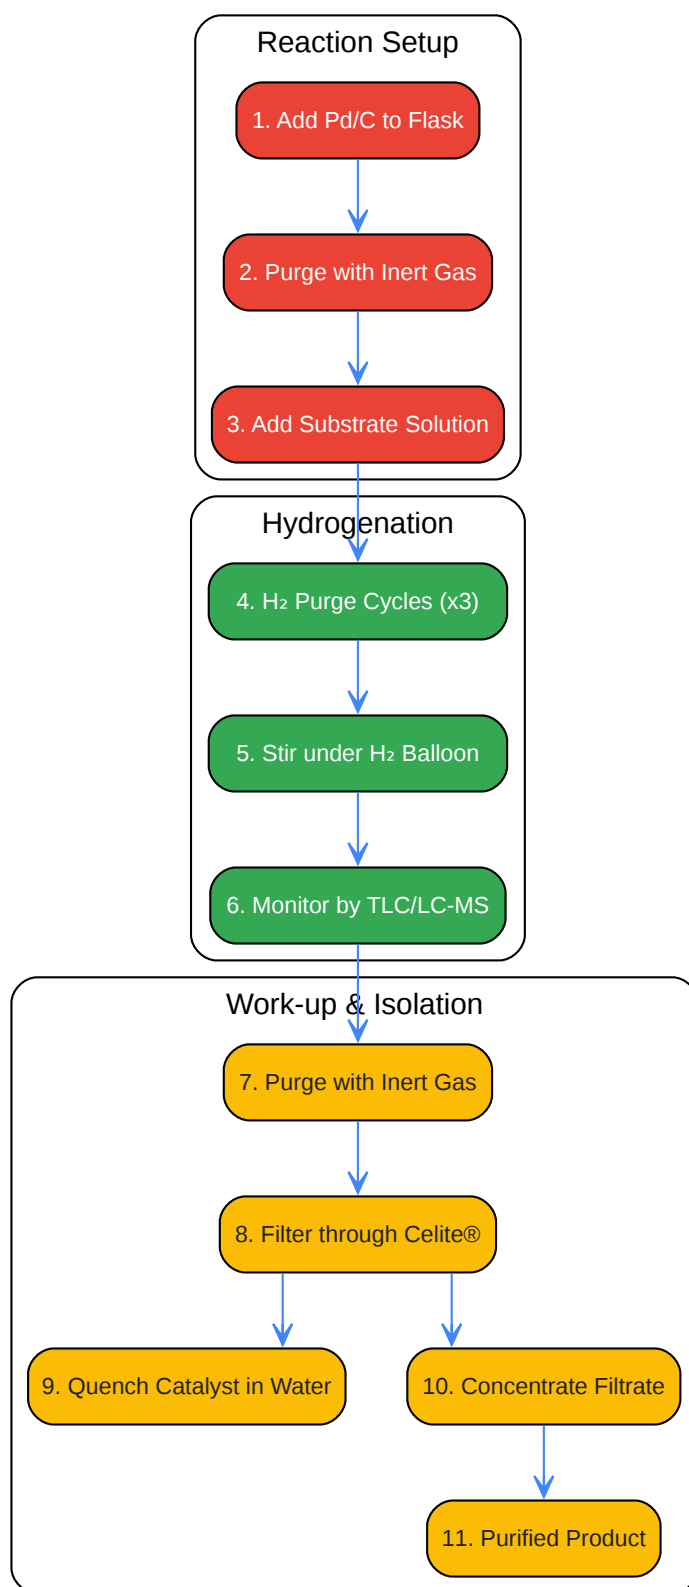 Reaction Setup
1. Add Pd/C to Flask
2. Purge with Inert Gas
3. Add Substrate Solution
Hydrogenation
4. H₂ Purge Cycles (x3)
5. Stir under H₂ Balloon
6. Monitor by TLC/LC-MS
Work-up & Isolation
7. Purge with Inert Gas
8. Filter through Celite®
9. Quench Catalyst in Water
10. Concentrate Filtrate
11. Purified Product